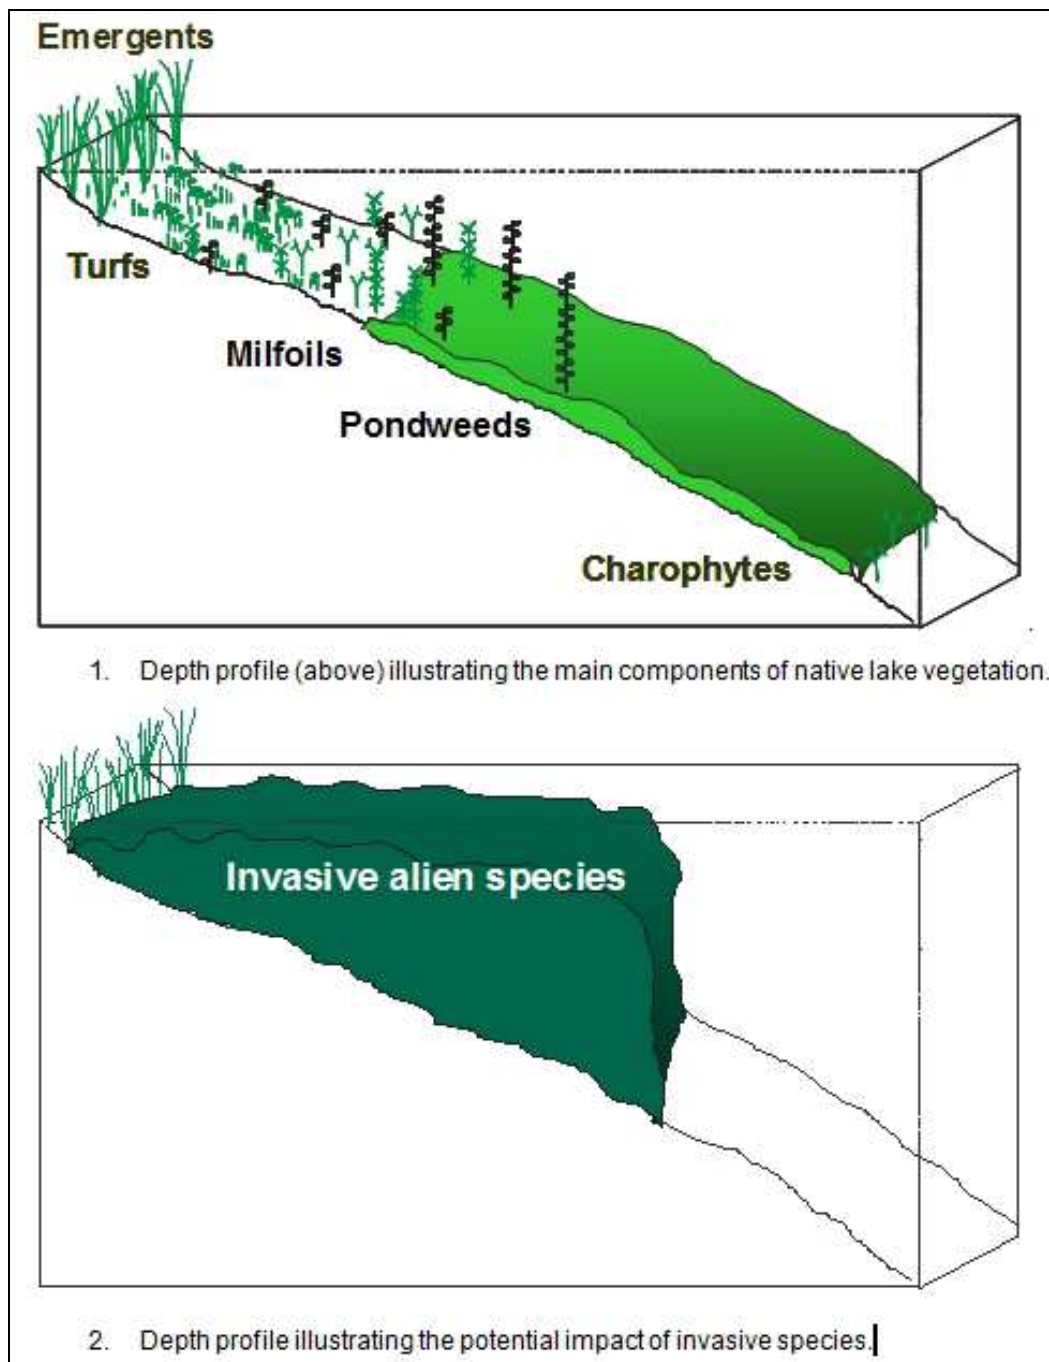 Emergents
Turfs
Milfoils
Pondweeds
Charophytes
1. Depth profile (above) illustrating the main components of native lake vegetation.
Invasive alien species
2. Depth profile illustrating the potential impact of invasive species.